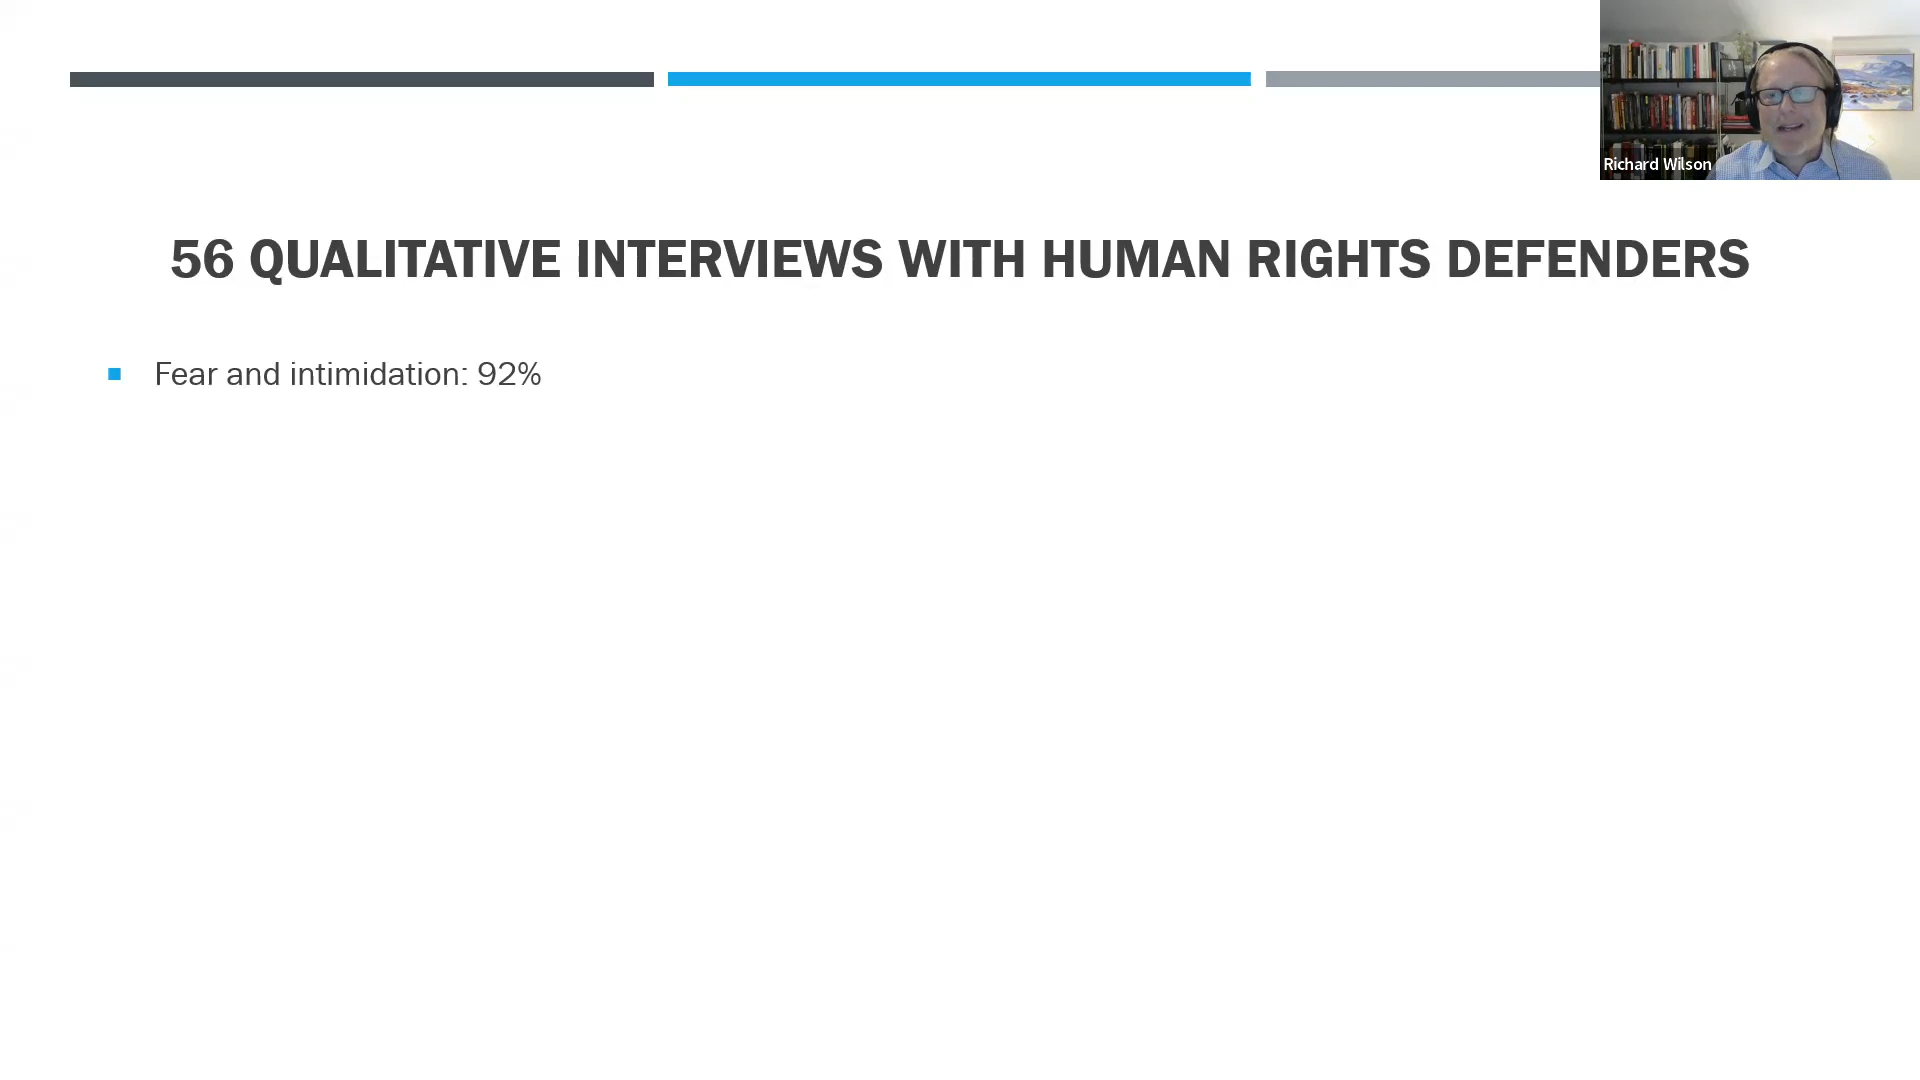 Richard Wilson
56 QUALITATIVE INTERVIEWS WITH HUMAN RIGHTS DEFENDERS
Fear and intimidation: 92%